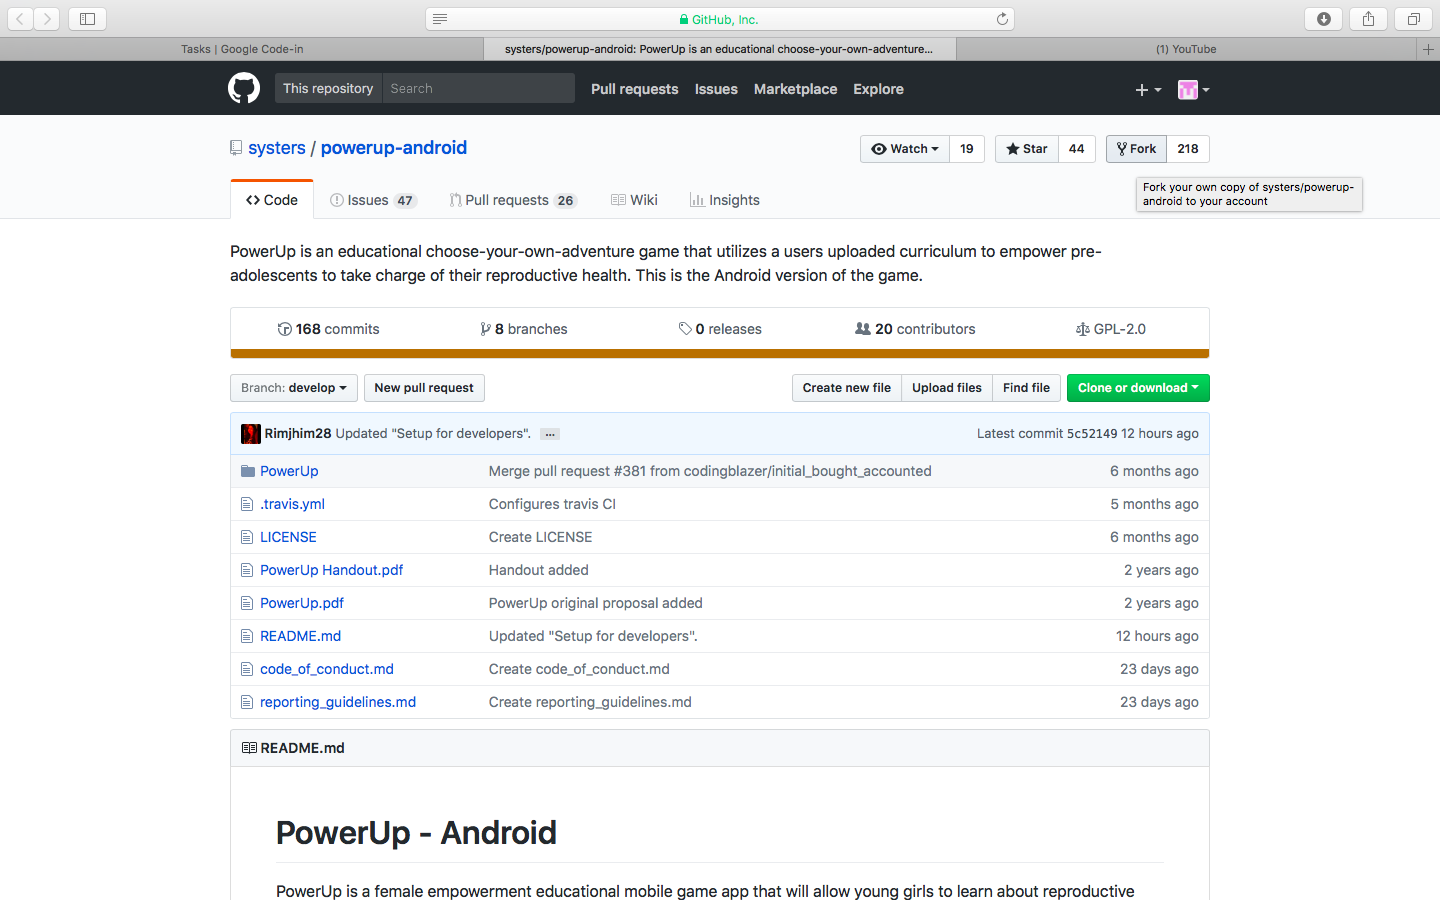 GitHub, Inc.
Tasks | Google Code-in
systers/powerup-android: PowerUp is an educational choose-your-own-adventure...
(1) YouTube
This repository
Search
Pull requests
Issues
Marketplace
Explore
systers / powerup-android
Watch 19
Star 44
Fork 218
Fork your own copy of systers/powerup-
android to your account
Code
Issues 47
Pull requests 26
Wiki
Insights
PowerUp is an educational choose-your-own-adventure game that utilizes a users uploaded curriculum to empower pre-
adolescents to take charge of their reproductive health. This is the Android version of the game.
168 commits
8 branches
0 releases
20 contributors
GPL-2.0
Branch: develop
New pull request
Create new file
Upload files
Find file
Clone or download
Rimjhim28 Updated "Setup for developers". ...
Latest commit 5c52149 12 hours ago
PowerUp Merge pull request #381 from codingblazer/initial_bought_accounted 6 months ago
.travis.yml Configures travis CI 5 months ago
LICENSE Create LICENSE 6 months ago
PowerUp Handout.pdf Handout added 2 years ago
PowerUp.pdf PowerUp original proposal added 2 years ago
README.md Updated "Setup for developers". 12 hours ago
code_of_conduct.md Create code_of_conduct.md 23 days ago
reporting_guidelines.md Create reporting_guidelines.md 23 days ago
README.md
PowerUp - Android
PowerUp is a female empowerment educational mobile game app that will allow young girls to learn about reproductive